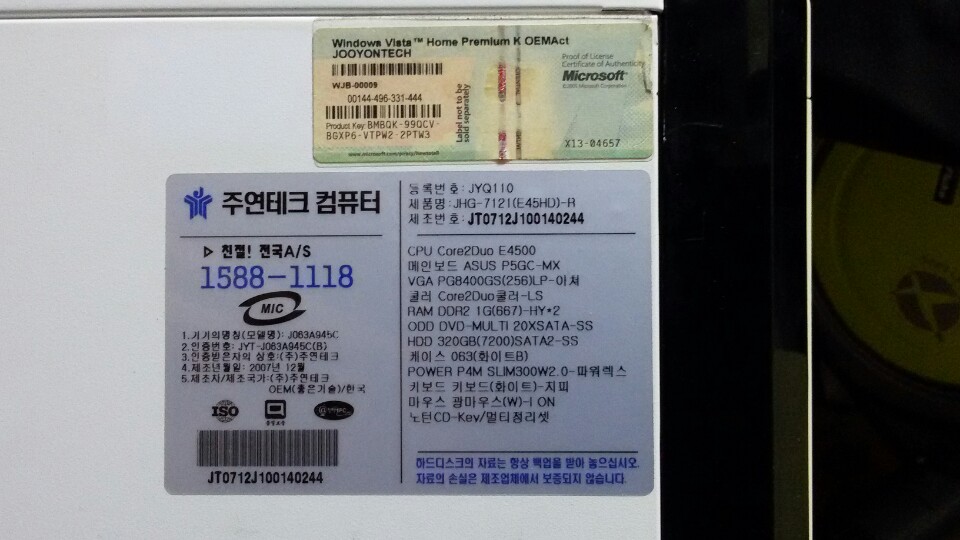 Windows Vista™ Home Premium K OEMAct
JOOYONTECH
WJB-00009
00144-496-331-444
Product Key: BMBQK-99QCV-
8GXP6-VTPW2-2PTW3
Label not to be
sold separately
Proof of License
Certificate of Authenticity
Microsoft
X13-04657
주연테크 컴퓨터
▷ 친절! 전국A/S
1588-1118
MIC
1.기기의명칭(모델명): J063A945C
2.인증번호: JYT-J063A945C(B)
3.인증받은자의 상호:(주)주연테크
4.제조년월일: 2007년 12월
5.제조자/제조국가:(주)주연테크
OEM(좋은기술)/한국
ISO
JT0712J100140244
등록번호: JYQ110
제품명:JHG-7121(E45HD)-R
제조번호: JT0712J100140244
CPU Core2Duo E4500
메인보드 ASUS P5GC-MX
VGA PG8400GS(256)LP-이쳐
쿨러 Core2Duo쿨러-LS
RAM DDR2 1G(667)-HY*2
ODD DVD-MULTI 20XSATA-SS
HDD 320GB(7200)SATA2-SS
케이스 063(화이트B)
POWER P4M SLIM300W2.0-파워렉스
키보드 키보드(화이트)-지피
마우스 광마우스(W)-I ON
노턴CD-Key/멀티정리셋
하드디스크의 자료는 항상 백업을 받아 놓으십시오.
자료의 손실은 제조업체에서 보증되지 않습니다.